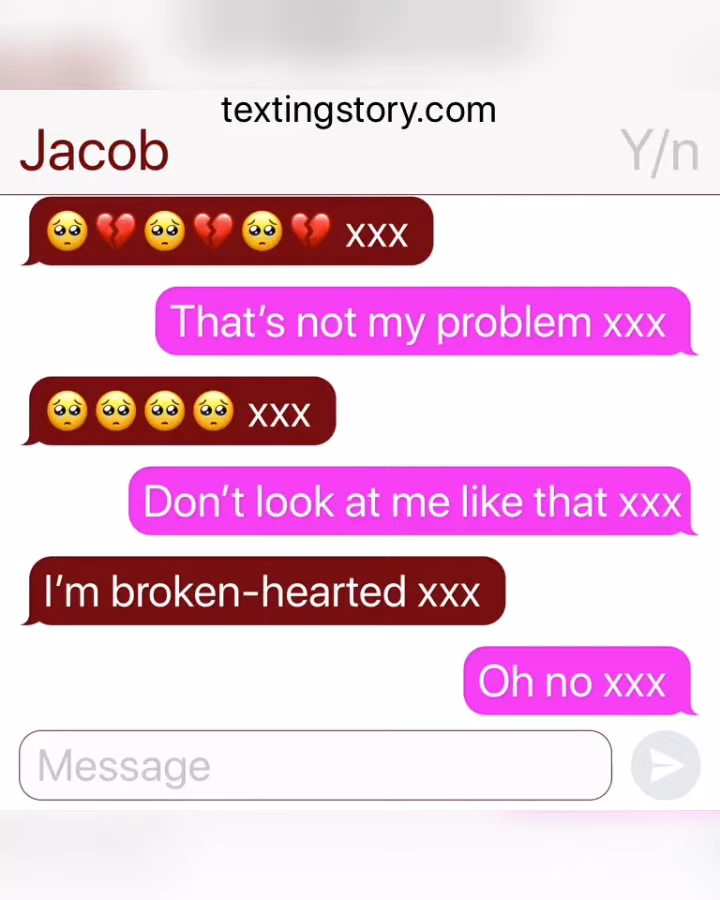 textingstory.com
Jacob
Y/n
🥺💔🥺💔🥺💔 xxx
That’s not my problem xxx
🥺🥺🥺🥺 xxx
Don’t look at me like that xxx
I’m broken-hearted xxx
Oh no xxx
Message